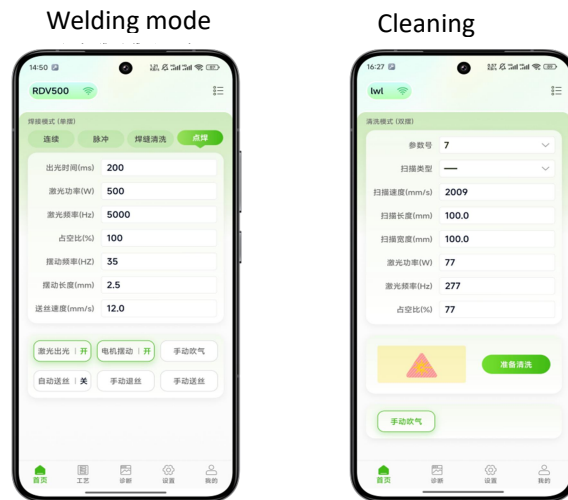 Welding mode
Cleaning
14:50
RDV500
焊接模式 (单摆)
连续 脉冲 焊缝清洗 点焊
出光时间(ms) 200
激光功率(W) 500
激光频率(Hz) 5000
占空比(%) 100
摆动频率(HZ) 35
摆动长度(mm) 2.5
送丝速度(mm/s) 12.0
激光出光 | 开 电机摆动 | 开 手动吹气
自动送丝 | 关 手动退丝 手动送丝
首页 工艺 诊断 设置 我的
16:27
lwl
清洗模式 (双摆)
参数号 7
扫描类型 —
扫描速度(mm/s) 2009
扫描长度(mm) 100.0
扫描宽度(mm) 100.0
激光功率(W) 77
激光频率(Hz) 277
占空比(%) 77
准备清洗
手动吹气
首页 诊断 设置 我的